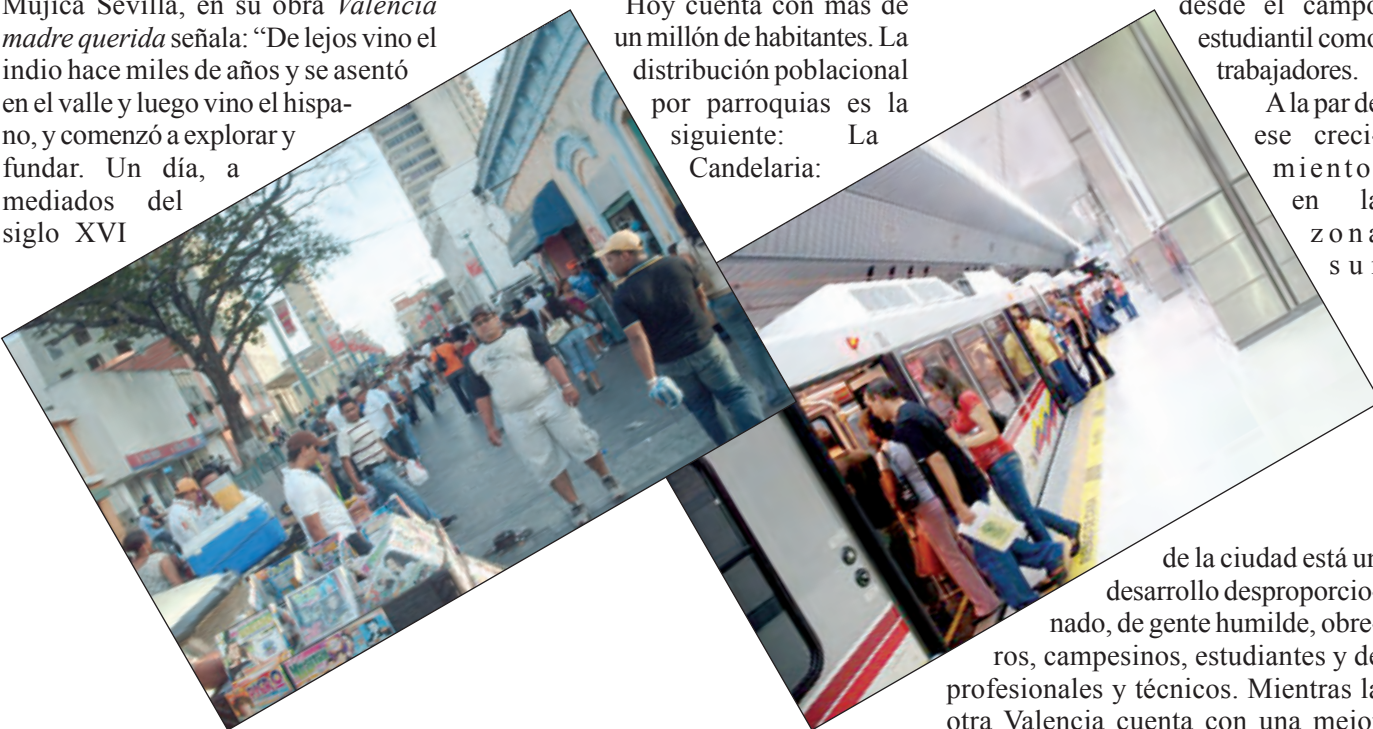 Mujica Sevilla, en su obra Valencia
madre querida señala: “De lejos vino el
indio hace miles de años y se asentó
en el valle y luego vino el hispa-
no, y comenzó a explorar y
fundar. Un día, a
mediados del
siglo XVI
Hoy cuenta con más de
un millón de habitantes. La
distribución poblacional
por parroquias es la
siguiente: La
Candelaria:
desde el campo
estudiantil como
trabajadores.
A la par de
ese creci-
miento
en la
zona
sur
de la ciudad está un
desarrollo desproporcio-
nado, de gente humilde, obre-
ros, campesinos, estudiantes y de
profesionales y técnicos. Mientras la
otra Valencia cuenta con una mejor